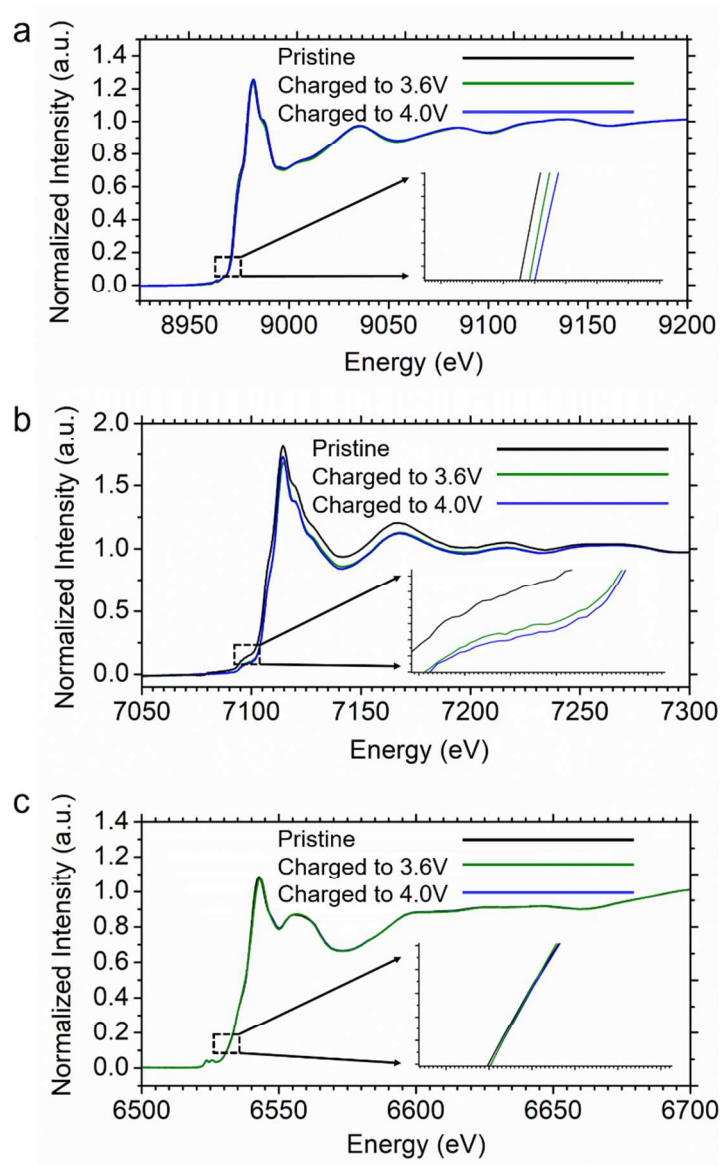 a
Normalized Intensity (a.u.)
1.4
1.2
1.0
0.8
0.6
0.4
0.2
0.0
Pristine
Charged to 3.6V
Charged to 4.0V
8950 9000 9050 9100 9150 9200
Energy (eV)
b
Normalized Intensity (a.u.)
2.0
1.5
1.0
0.5
0.0
Pristine
Charged to 3.6V
Charged to 4.0V
7050 7100 7150 7200 7250 7300
Energy (eV)
c
Normalized Intensity (a.u.)
1.4
1.2
1.0
0.8
0.6
0.4
0.2
0.0
Pristine
Charged to 3.6V
Charged to 4.0V
6500 6550 6600 6650 6700
Energy (eV)